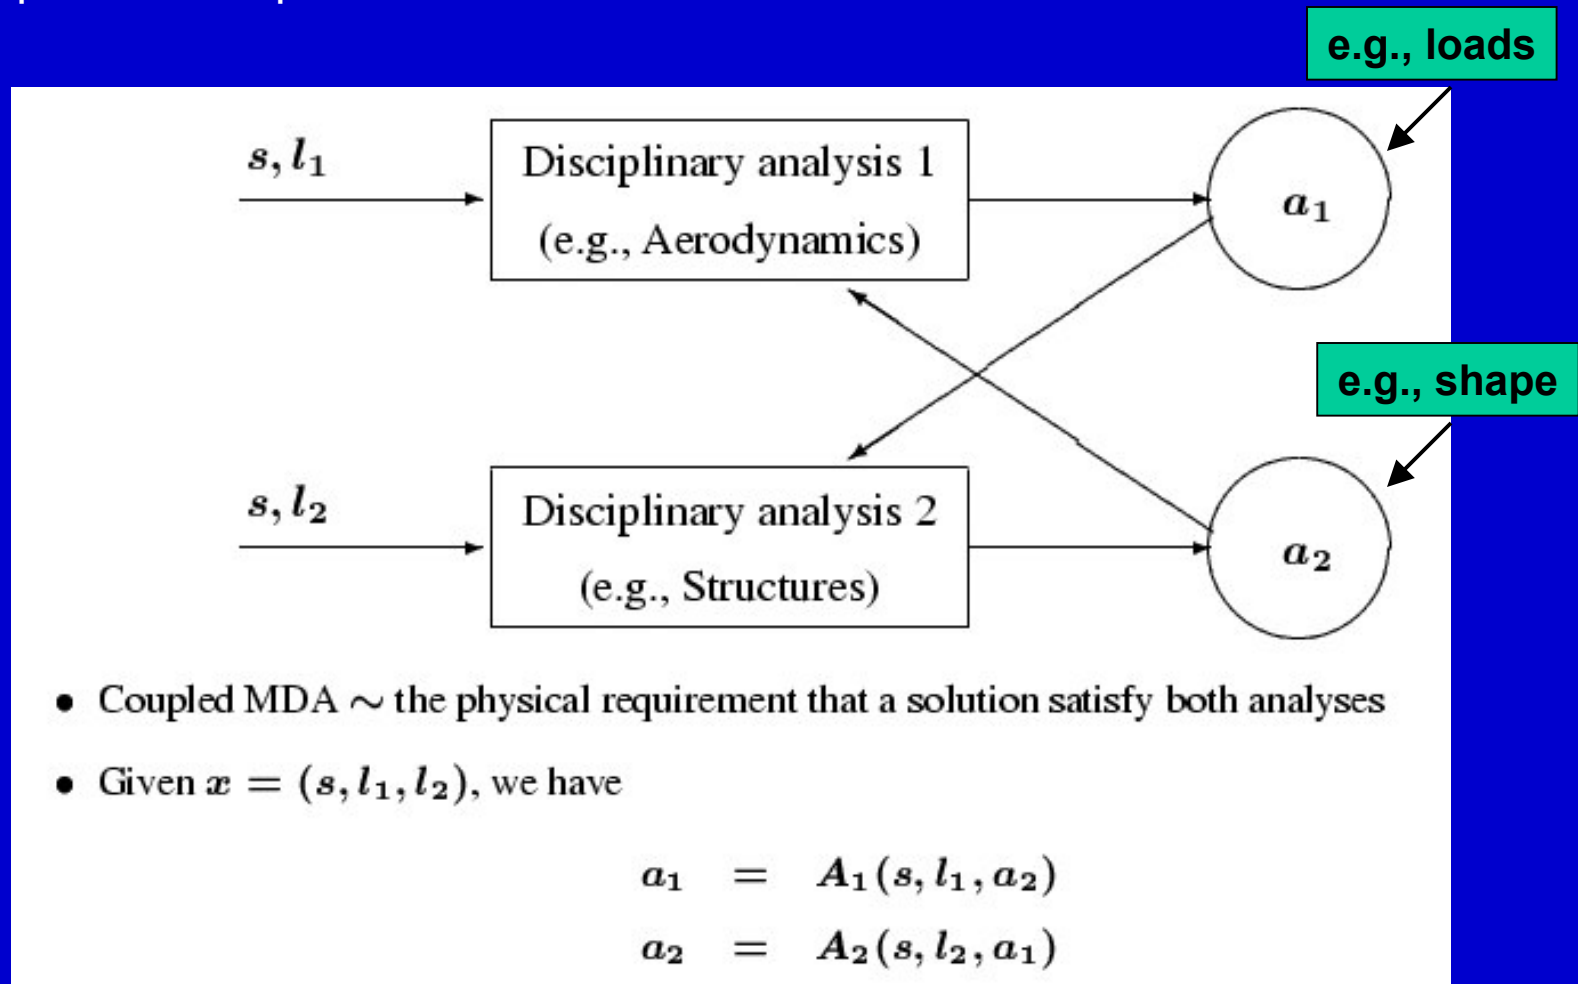 e.g., loads
s, l₁
Disciplinary analysis 1
(e.g., Aerodynamics)
a₁
e.g., shape
s, l₂
Disciplinary analysis 2
(e.g., Structures)
a₂
• Coupled MDA ∼ the physical requirement that a solution satisfy both analyses
• Given x = (s, l₁, l₂), we have
a₁ = A₁(s, l₁, a₂)
a₂ = A₂(s, l₂, a₁)